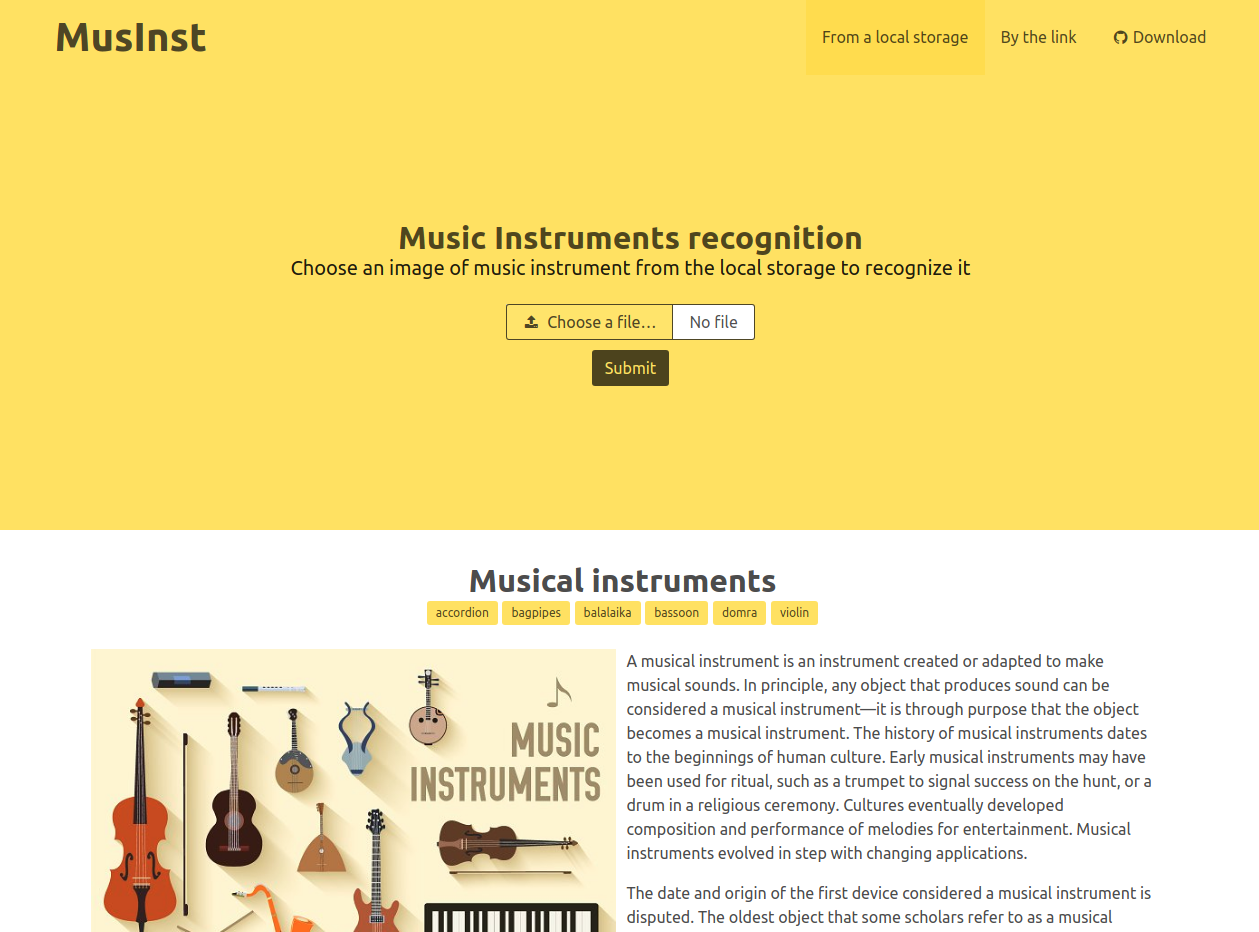 MusInst
From a local storage
By the link
Download
Music Instruments recognition
Choose an image of music instrument from the local storage to recognize it
Choose a file…
No file
Submit
Musical instruments
accordion bagpipes balalaika bassoon domra violin
MUSIC
INSTRUMENTS
A musical instrument is an instrument created or adapted to make
musical sounds. In principle, any object that produces sound can be
considered a musical instrument—it is through purpose that the object
becomes a musical instrument. The history of musical instruments dates
to the beginnings of human culture. Early musical instruments may have
been used for ritual, such as a trumpet to signal success on the hunt, or a
drum in a religious ceremony. Cultures eventually developed
composition and performance of melodies for entertainment. Musical
instruments evolved in step with changing applications.
The date and origin of the first device considered a musical instrument is
disputed. The oldest object that some scholars refer to as a musical